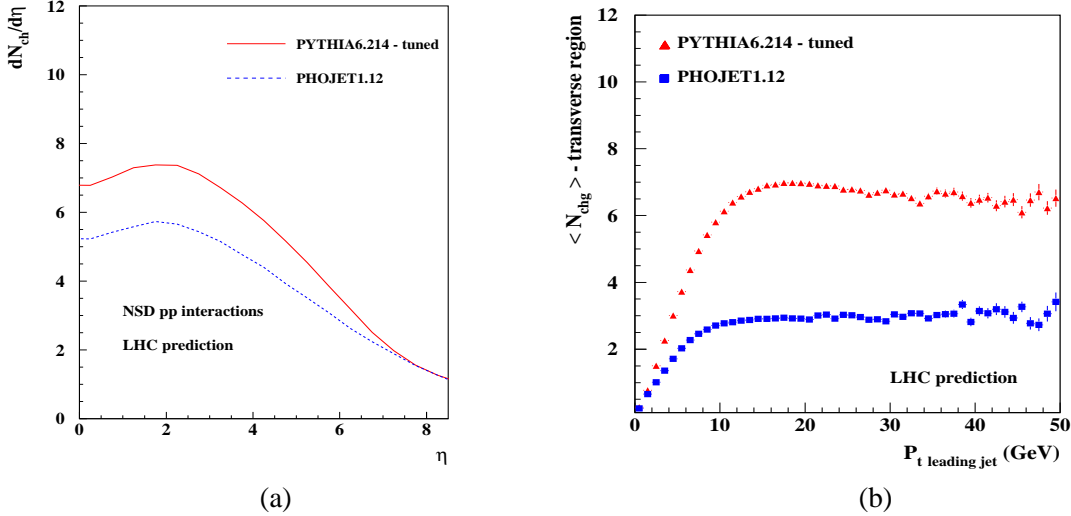 dN_ch/dη
12
10
8
6
4
2
0
PYTHIA6.214 - tuned
PHOJET1.12
NSD pp interactions
LHC prediction
0
2
4
6
8
η
(a)
< N_chg > - transverse region
12
10
8
6
4
2
PYTHIA6.214 - tuned
PHOJET1.12
LHC prediction
0
10
20
30
40
50
P_t leading jet (GeV)
(b)